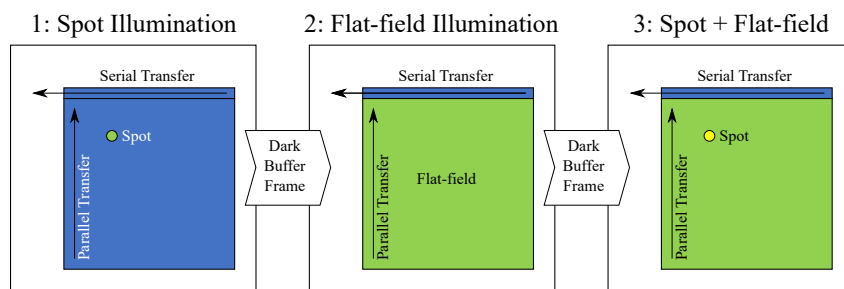 1: Spot Illumination
2: Flat-field Illumination
3: Spot + Flat-field
Serial Transfer
Spot
Parallel Transfer
Dark
Buffer
Frame
Serial Transfer
Flat-field
Parallel Transfer
Dark
Buffer
Frame
Serial Transfer
Spot
Parallel Transfer